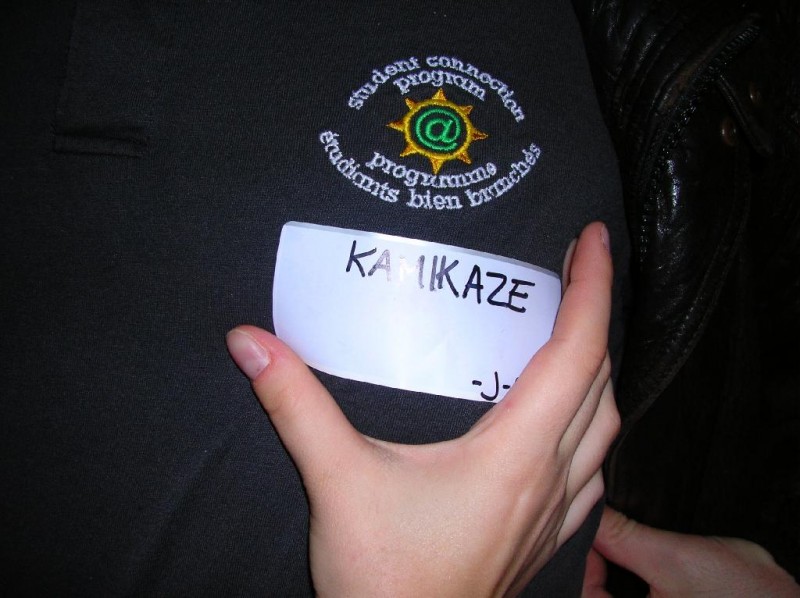 student connection
program
@
programme
étudiants bien branchés
KAMIKAZE
-J-